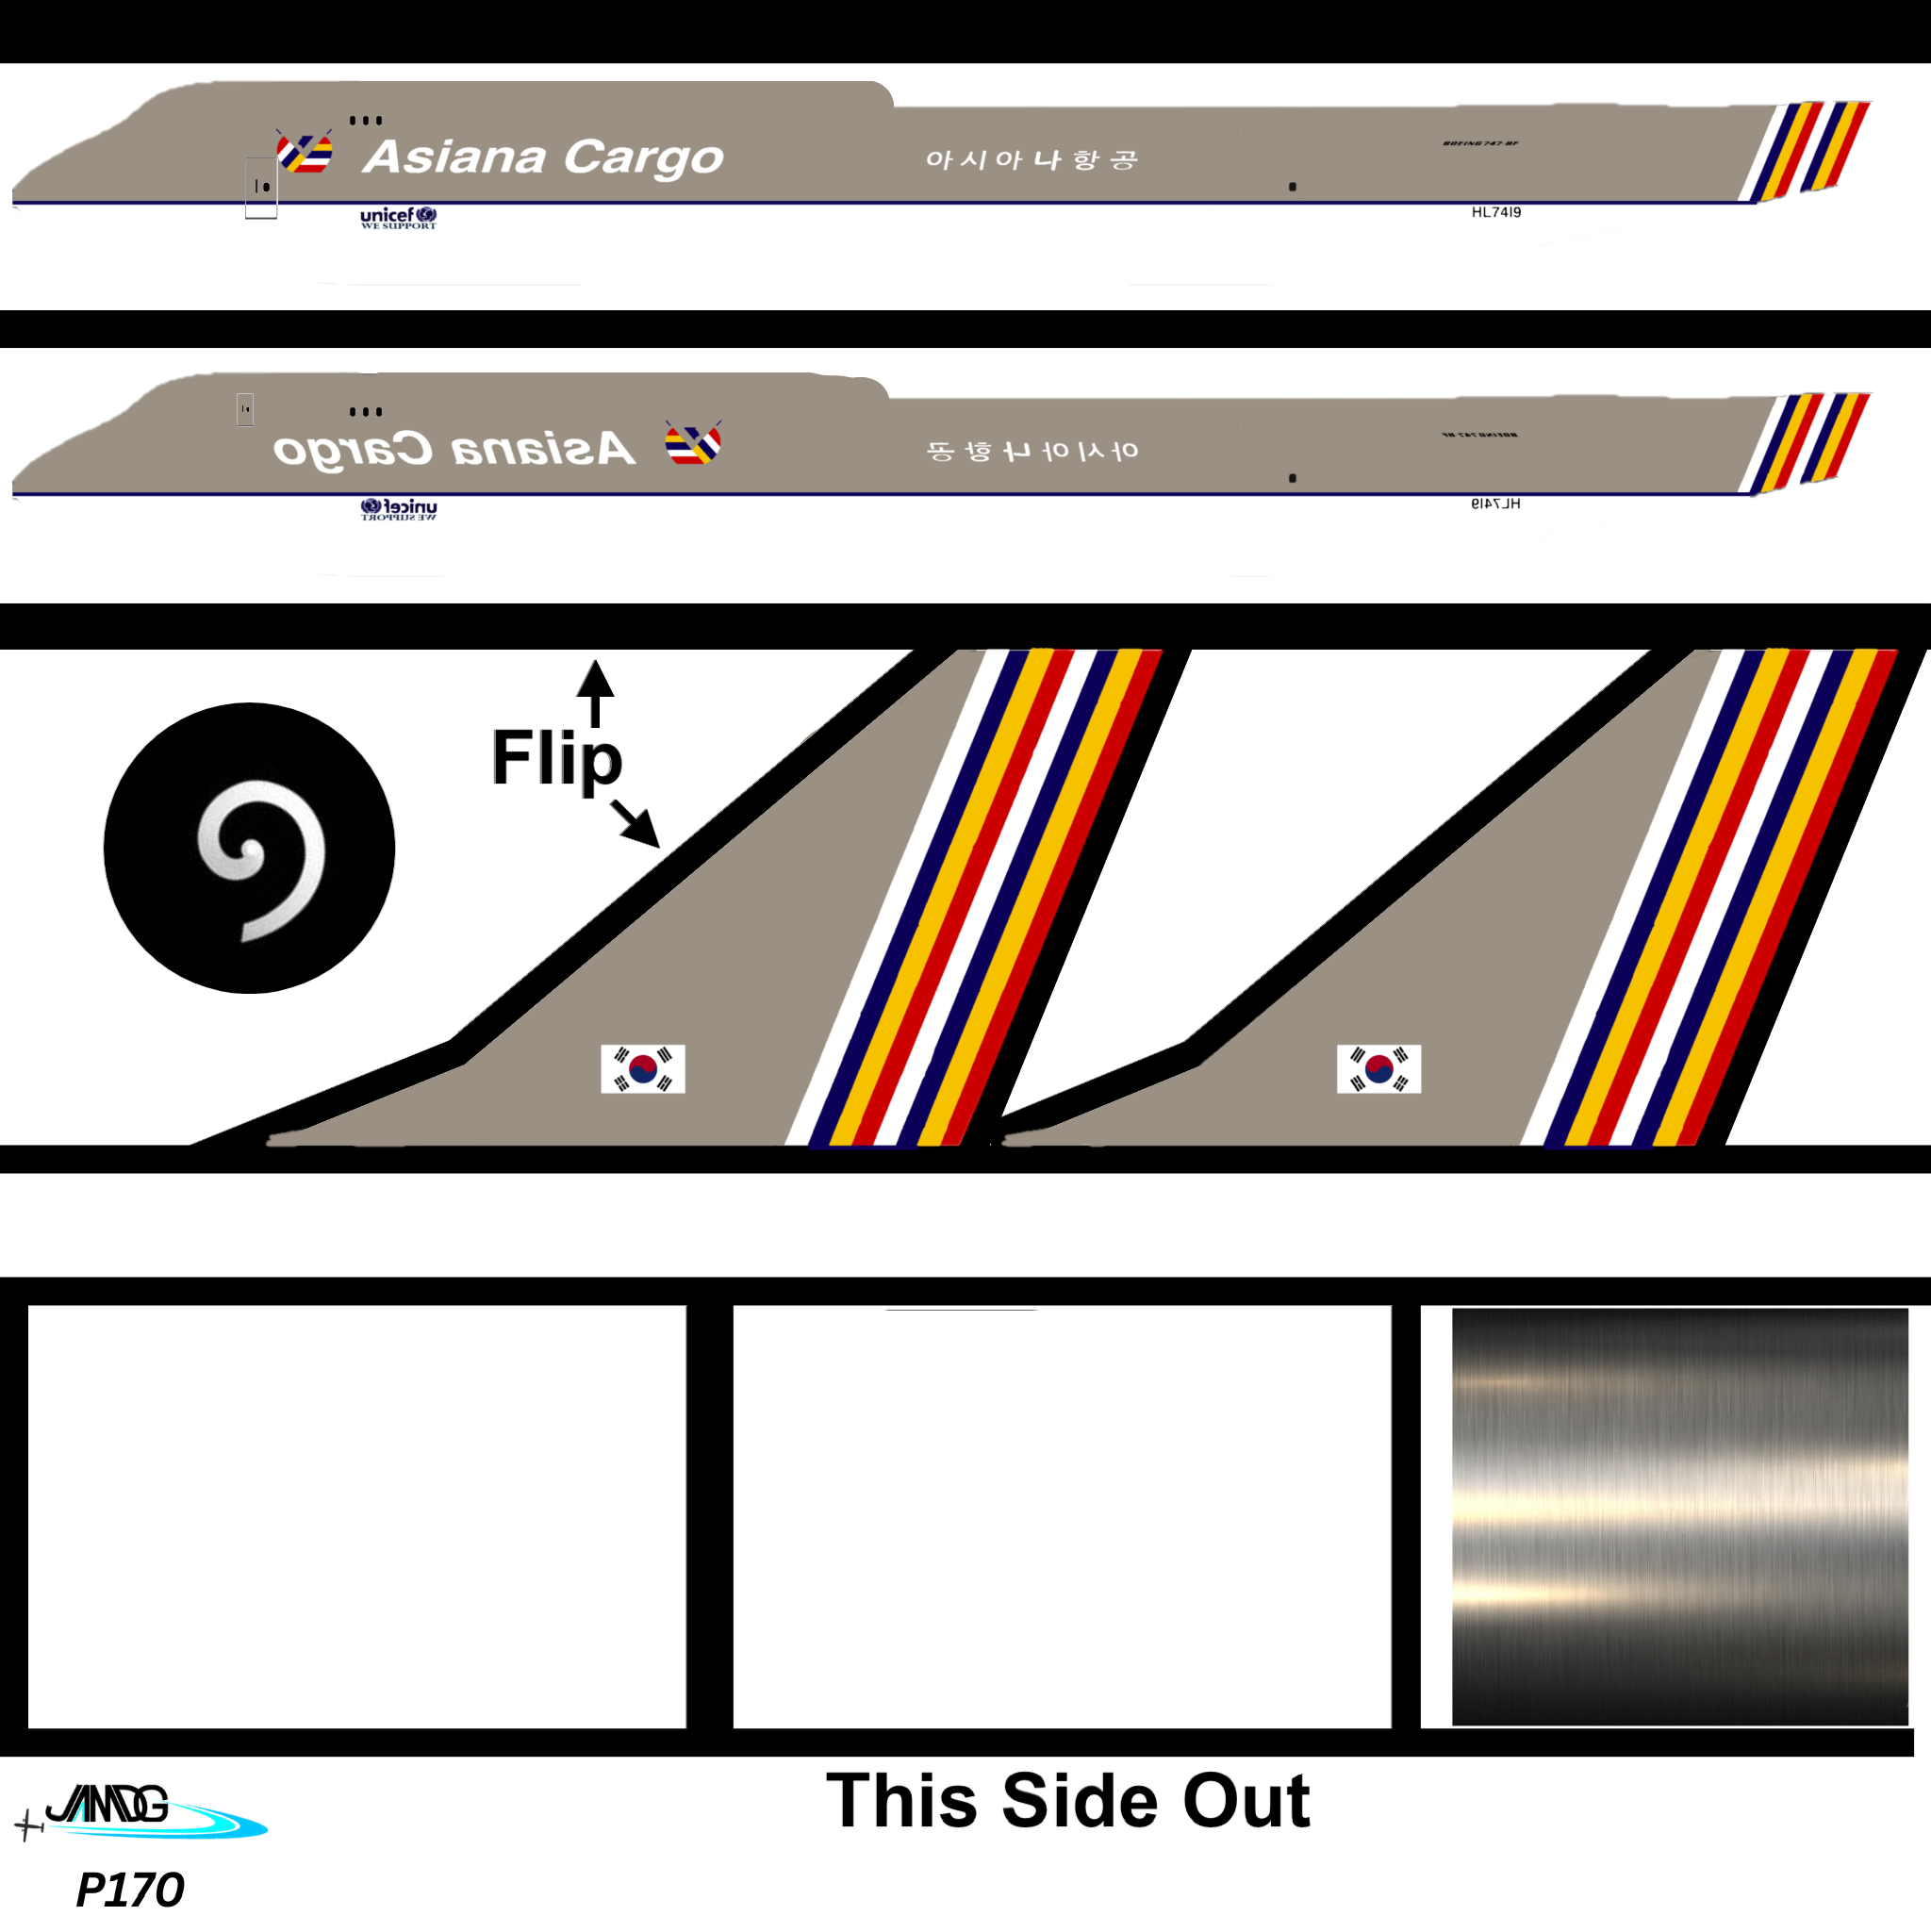 Asiana Cargo
아시아나항공
BOEING 747-8F
unicef
WE SUPPORT
HL7419
Asiana Cargo
아시아나항공
BOEING 747-8F
unicef
WE SUPPORT
HL7419
Flip
This Side Out
JAMDG
P170